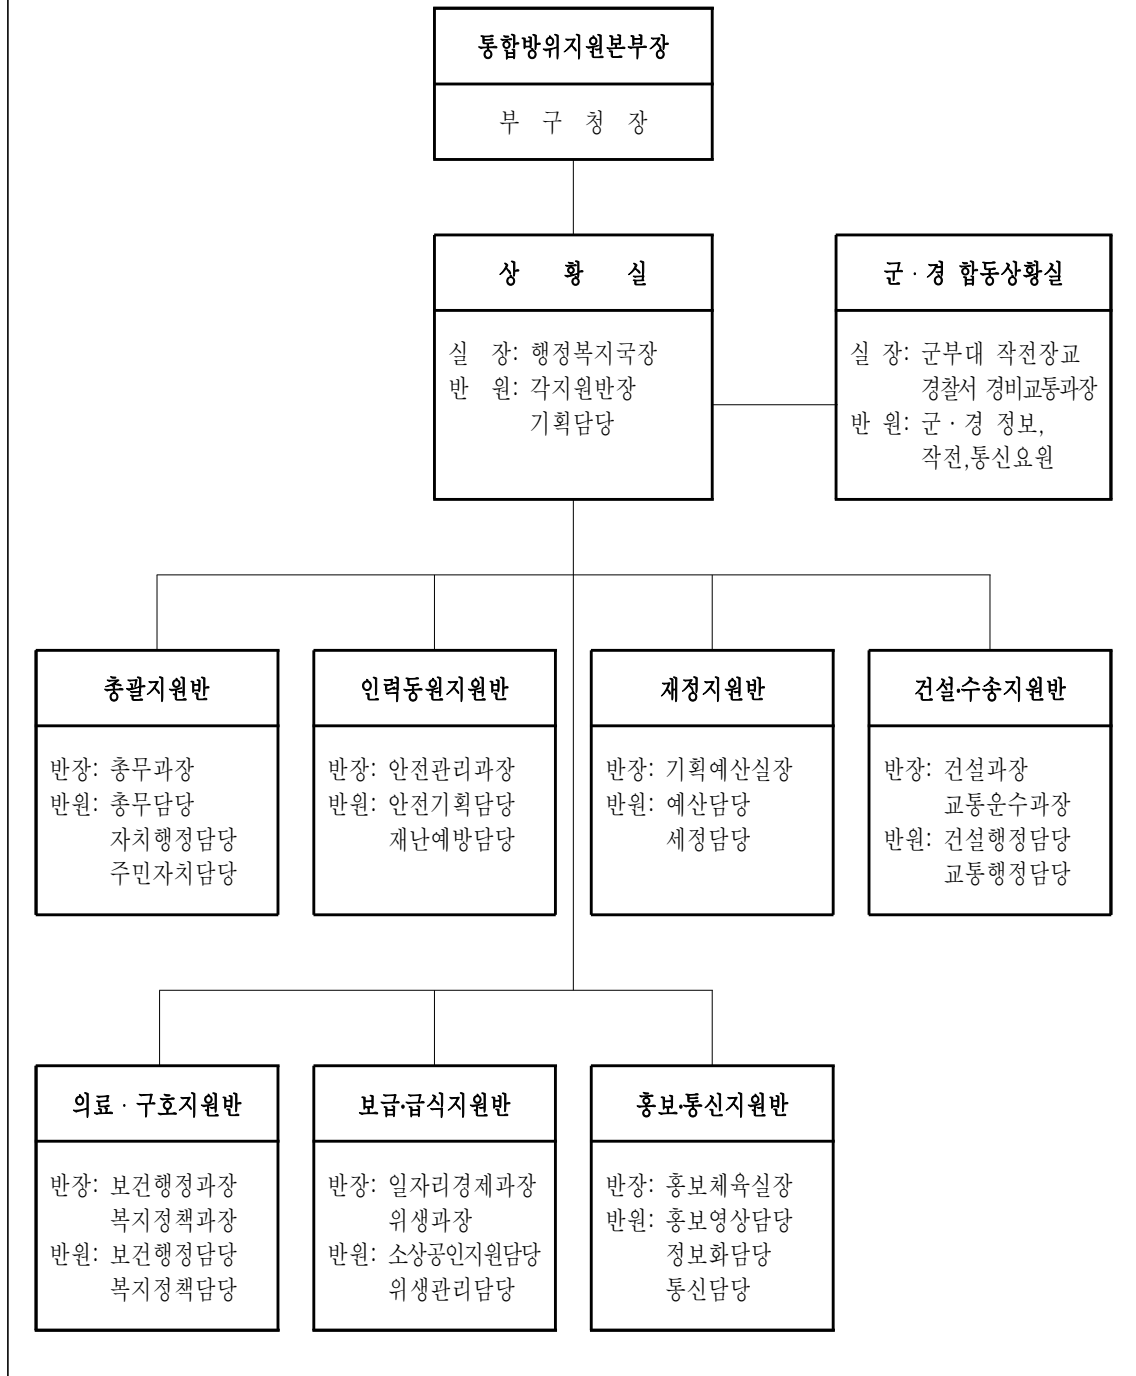 통합방위지원본부장
부 구 청 장
상 황 실
실 장: 행정복지국장
반 원: 각지원반장
기획담당
군·경 합동상황실
실 장: 군부대 작전장교
경찰서 경비교통과장
반 원: 군·경 정보,
작전,통신요원
총괄지원반
반장: 총무과장
반원: 총무담당
자치행정담당
주민자치담당
인력동원지원반
반장: 안전관리과장
반원: 안전기획담당
재난예방담당
재정지원반
반장: 기획예산실장
반원: 예산담당
세정담당
건설·수송지원반
반장: 건설과장
교통운수과장
반원: 건설행정담당
교통행정담당
의료·구호지원반
반장: 보건행정과장
복지정책과장
반원: 보건행정담당
복지정책담당
보급·급식지원반
반장: 일자리경제과장
위생과장
반원: 소상공인지원담당
위생관리담당
홍보·통신지원반
반장: 홍보체육실장
반원: 홍보영상담당
정보화담당
통신담당